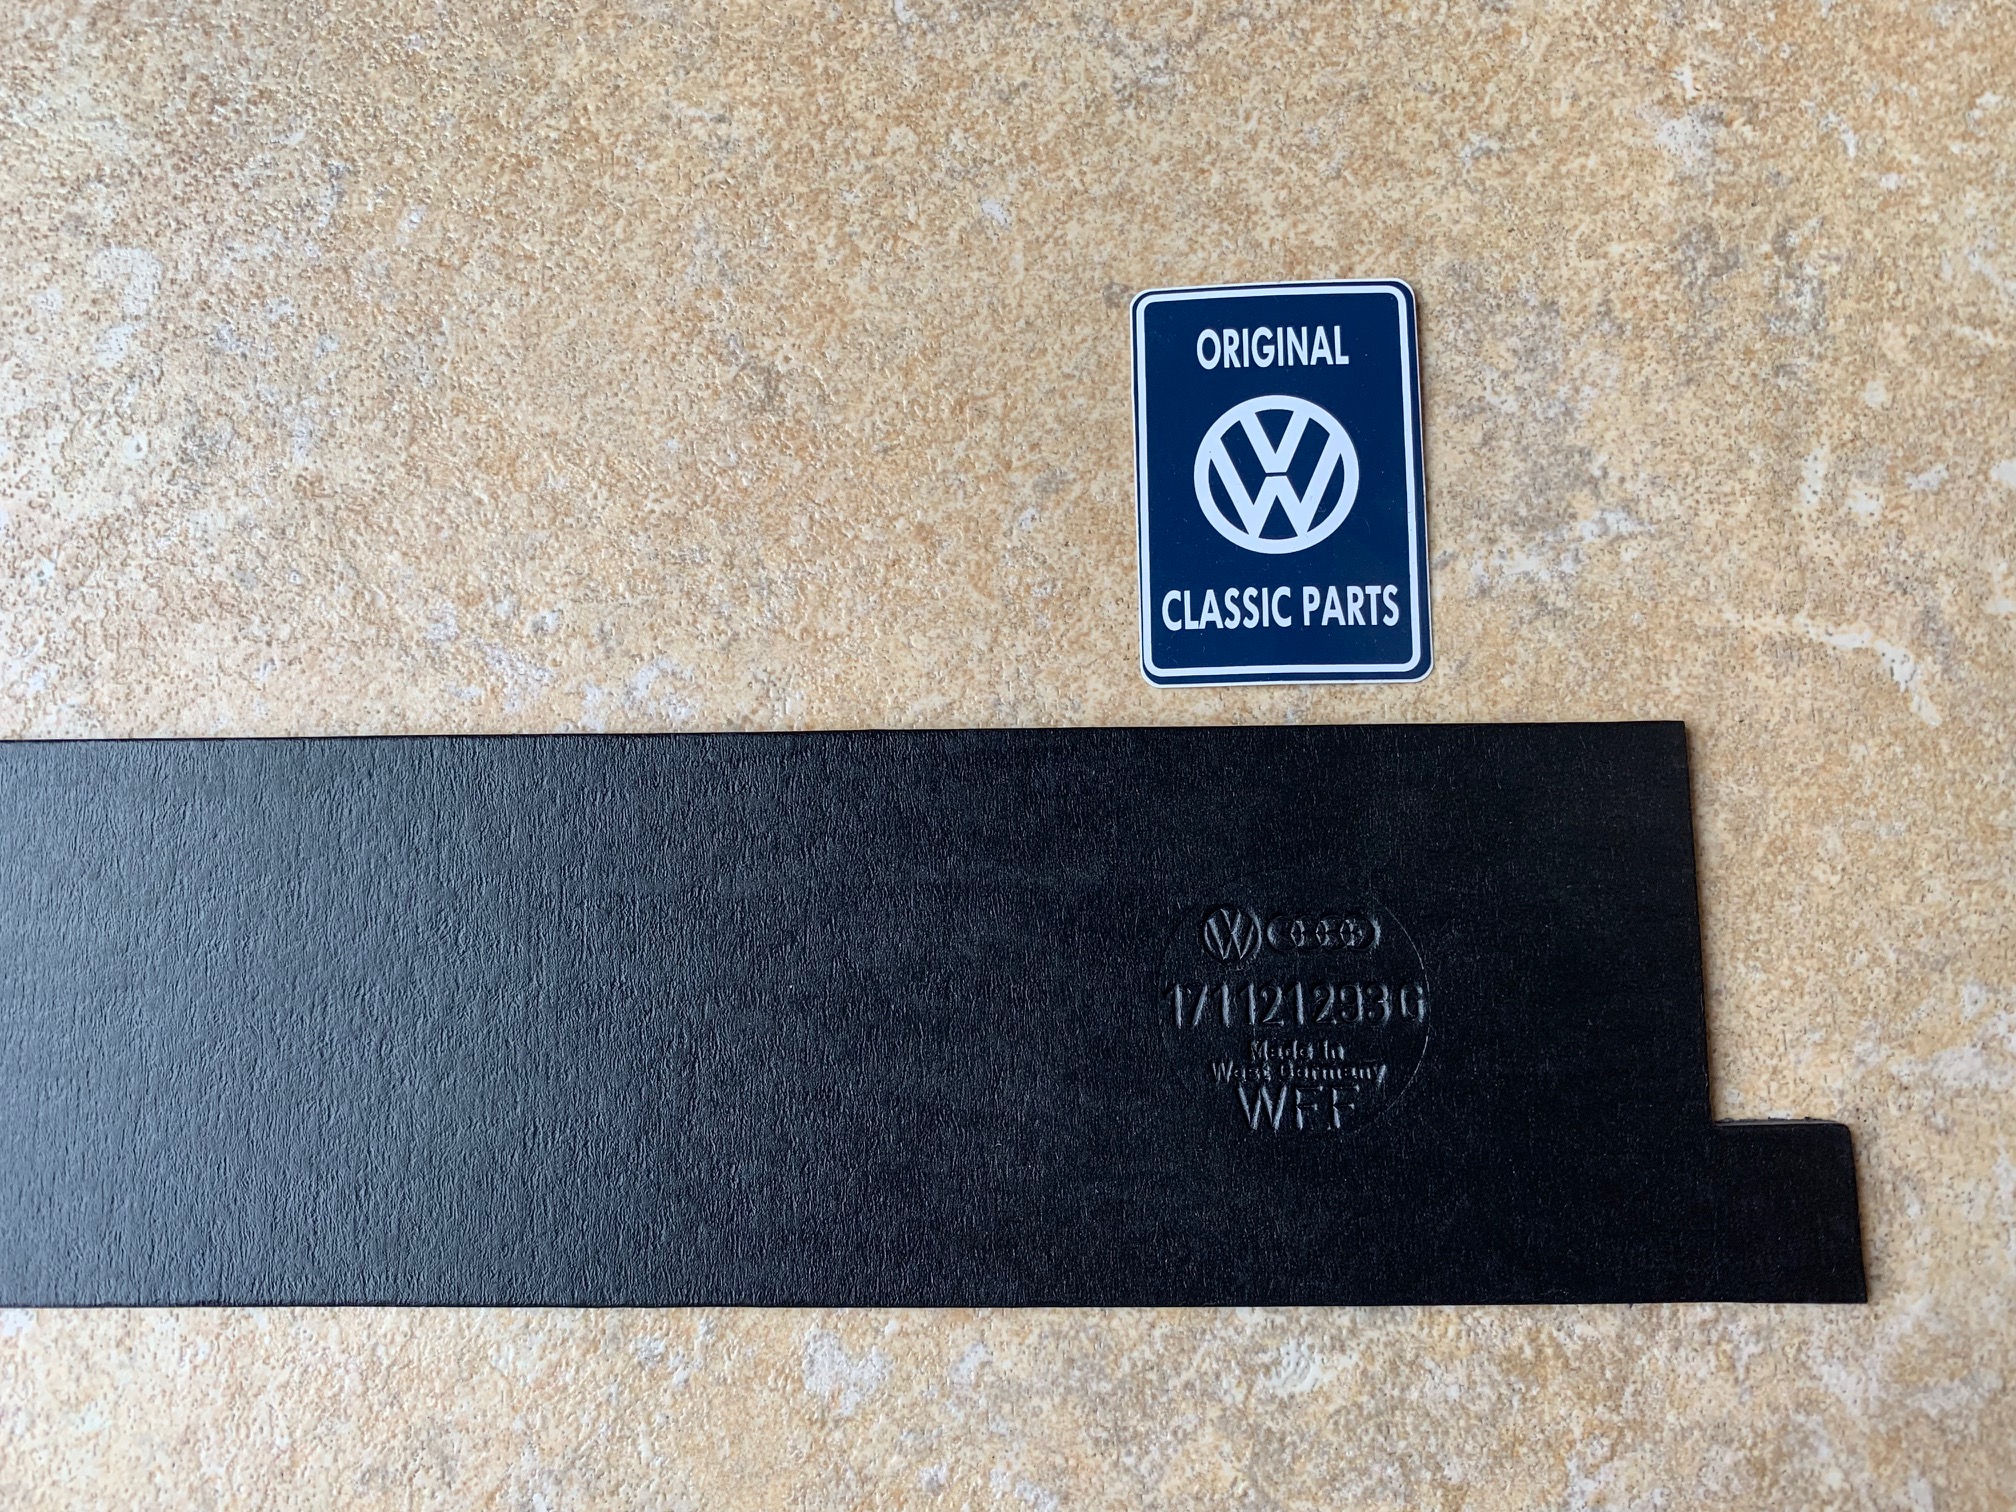 ORIGINAL
CLASSIC PARTS
171121293G
Made in
West Germany
WFF